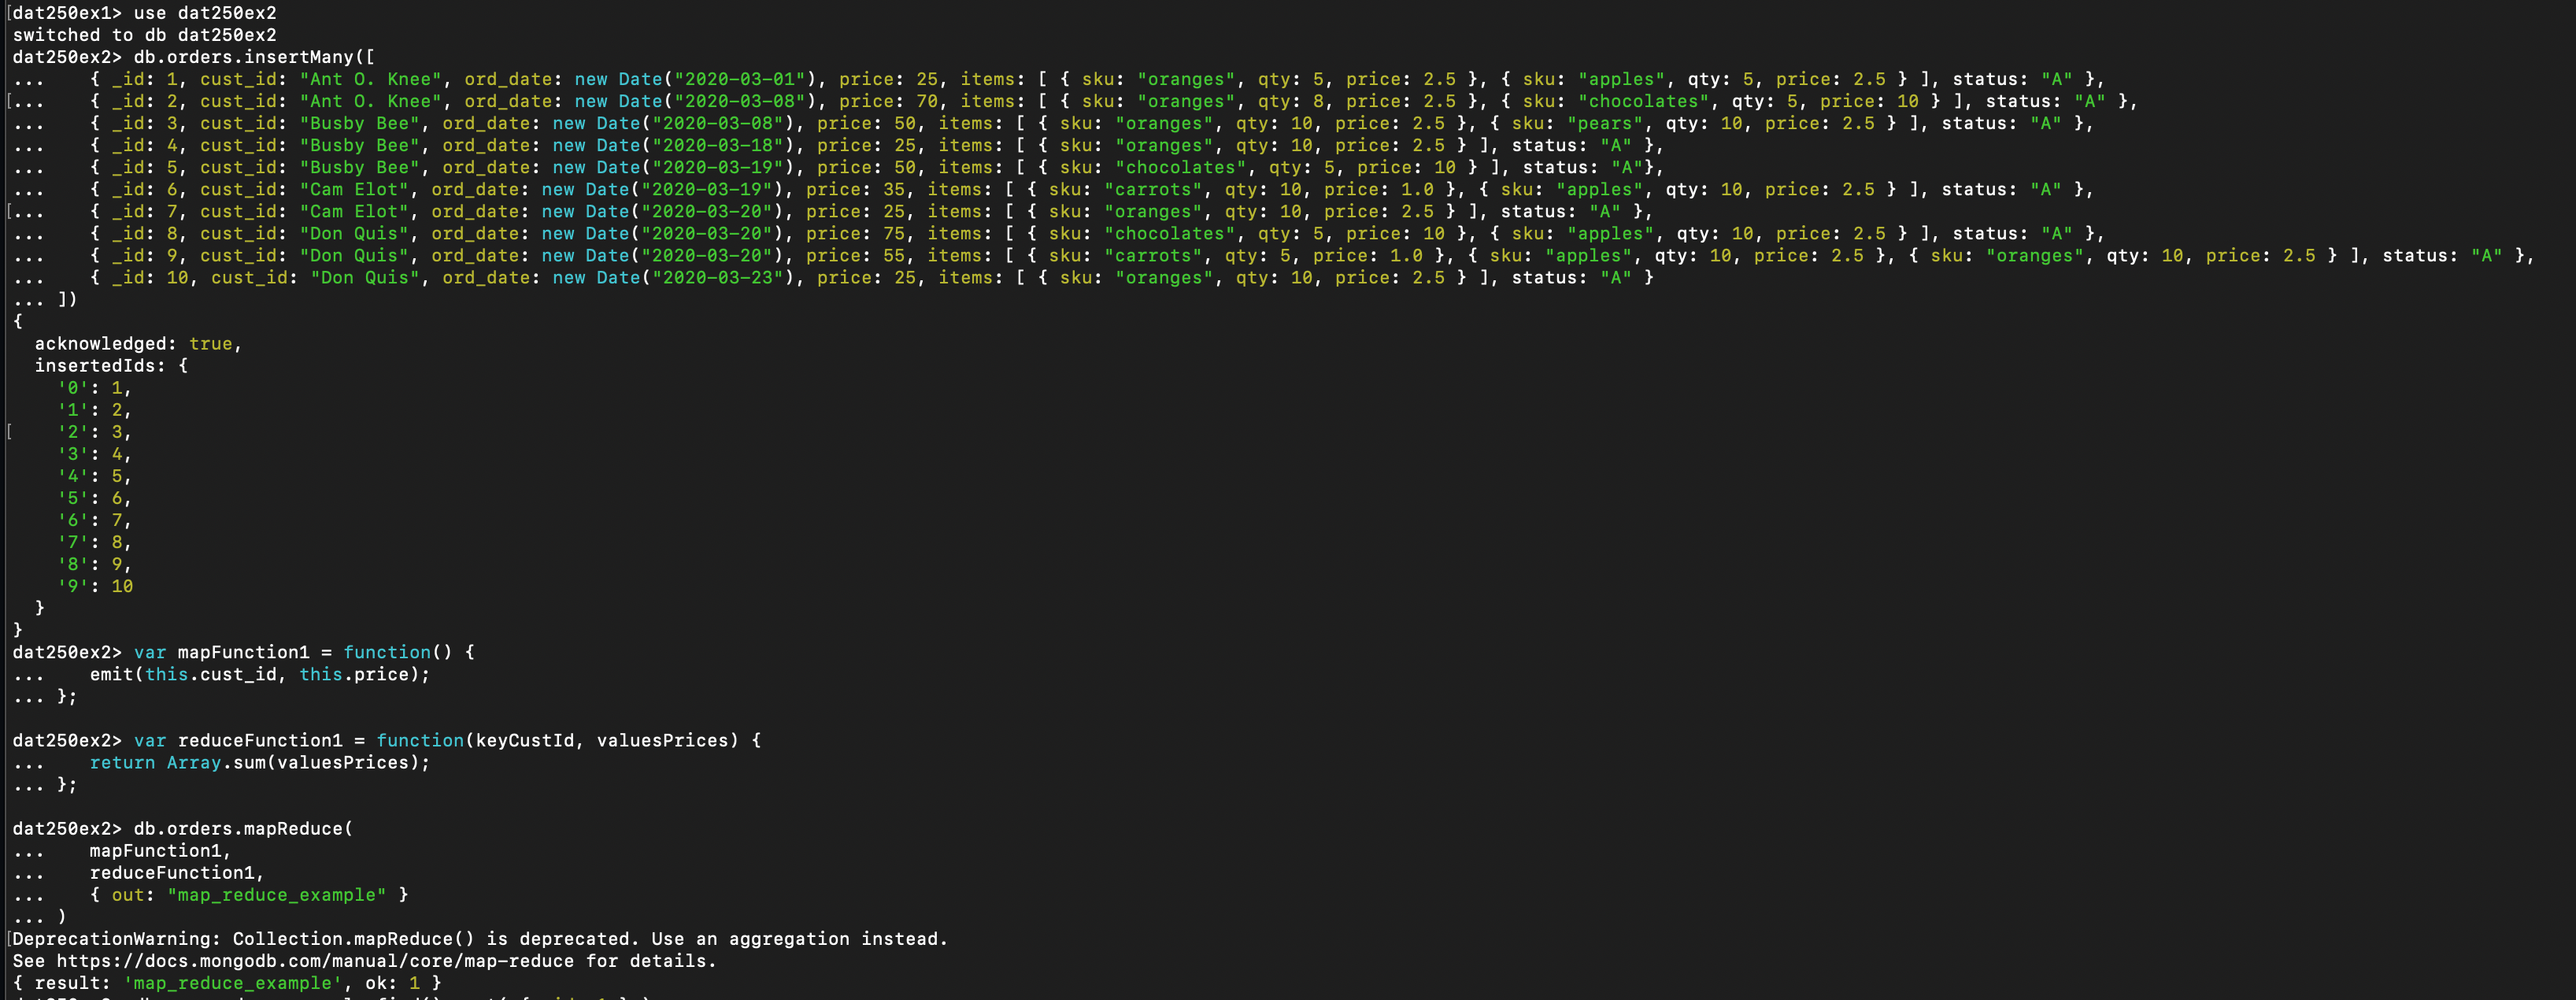 [dat250ex1> use dat250ex2
switched to db dat250ex2
dat250ex2> db.orders.insertMany([
...    { _id: 1, cust_id: "Ant O. Knee", ord_date: new Date("2020-03-01"), price: 25, items: [ { sku: "oranges", qty: 5, price: 2.5 }, { sku: "apples", qty: 5, price: 2.5 } ], status: "A" },
[...    { _id: 2, cust_id: "Ant O. Knee", ord_date: new Date("2020-03-08"), price: 70, items: [ { sku: "oranges", qty: 8, price: 2.5 }, { sku: "chocolates", qty: 5, price: 10 } ], status: "A" },
...    { _id: 3, cust_id: "Busby Bee", ord_date: new Date("2020-03-08"), price: 50, items: [ { sku: "oranges", qty: 10, price: 2.5 }, { sku: "pears", qty: 10, price: 2.5 } ], status: "A" },
...    { _id: 4, cust_id: "Busby Bee", ord_date: new Date("2020-03-18"), price: 25, items: [ { sku: "oranges", qty: 10, price: 2.5 } ], status: "A" },
...    { _id: 5, cust_id: "Busby Bee", ord_date: new Date("2020-03-19"), price: 50, items: [ { sku: "chocolates", qty: 5, price: 10 } ], status: "A"},
...    { _id: 6, cust_id: "Cam Elot", ord_date: new Date("2020-03-19"), price: 35, items: [ { sku: "carrots", qty: 10, price: 1.0 }, { sku: "apples", qty: 10, price: 2.5 } ], status: "A" },
[...    { _id: 7, cust_id: "Cam Elot", ord_date: new Date("2020-03-20"), price: 25, items: [ { sku: "oranges", qty: 10, price: 2.5 } ], status: "A" },
...    { _id: 8, cust_id: "Don Quis", ord_date: new Date("2020-03-20"), price: 75, items: [ { sku: "chocolates", qty: 5, price: 10 }, { sku: "apples", qty: 10, price: 2.5 } ], status: "A" },
...    { _id: 9, cust_id: "Don Quis", ord_date: new Date("2020-03-20"), price: 55, items: [ { sku: "carrots", qty: 5, price: 1.0 }, { sku: "apples", qty: 10, price: 2.5 }, { sku: "oranges", qty: 10, price: 2.5 } ], status: "A" },
...    { _id: 10, cust_id: "Don Quis", ord_date: new Date("2020-03-23"), price: 25, items: [ { sku: "oranges", qty: 10, price: 2.5 } ], status: "A" }
... ])
{
  acknowledged: true,
  insertedIds: {
    '0': 1,
    '1': 2,
[    '2': 3,
    '3': 4,
    '4': 5,
    '5': 6,
    '6': 7,
    '7': 8,
    '8': 9,
    '9': 10
  }
}
dat250ex2> var mapFunction1 = function() {
...    emit(this.cust_id, this.price);
... };

dat250ex2> var reduceFunction1 = function(keyCustId, valuesPrices) {
...    return Array.sum(valuesPrices);
... };

dat250ex2> db.orders.mapReduce(
...    mapFunction1,
...    reduceFunction1,
...    { out: "map_reduce_example" }
... )
[DeprecationWarning: Collection.mapReduce() is deprecated. Use an aggregation instead.
See https://docs.mongodb.com/manual/core/map-reduce for details.
{ result: 'map_reduce_example', ok: 1 }